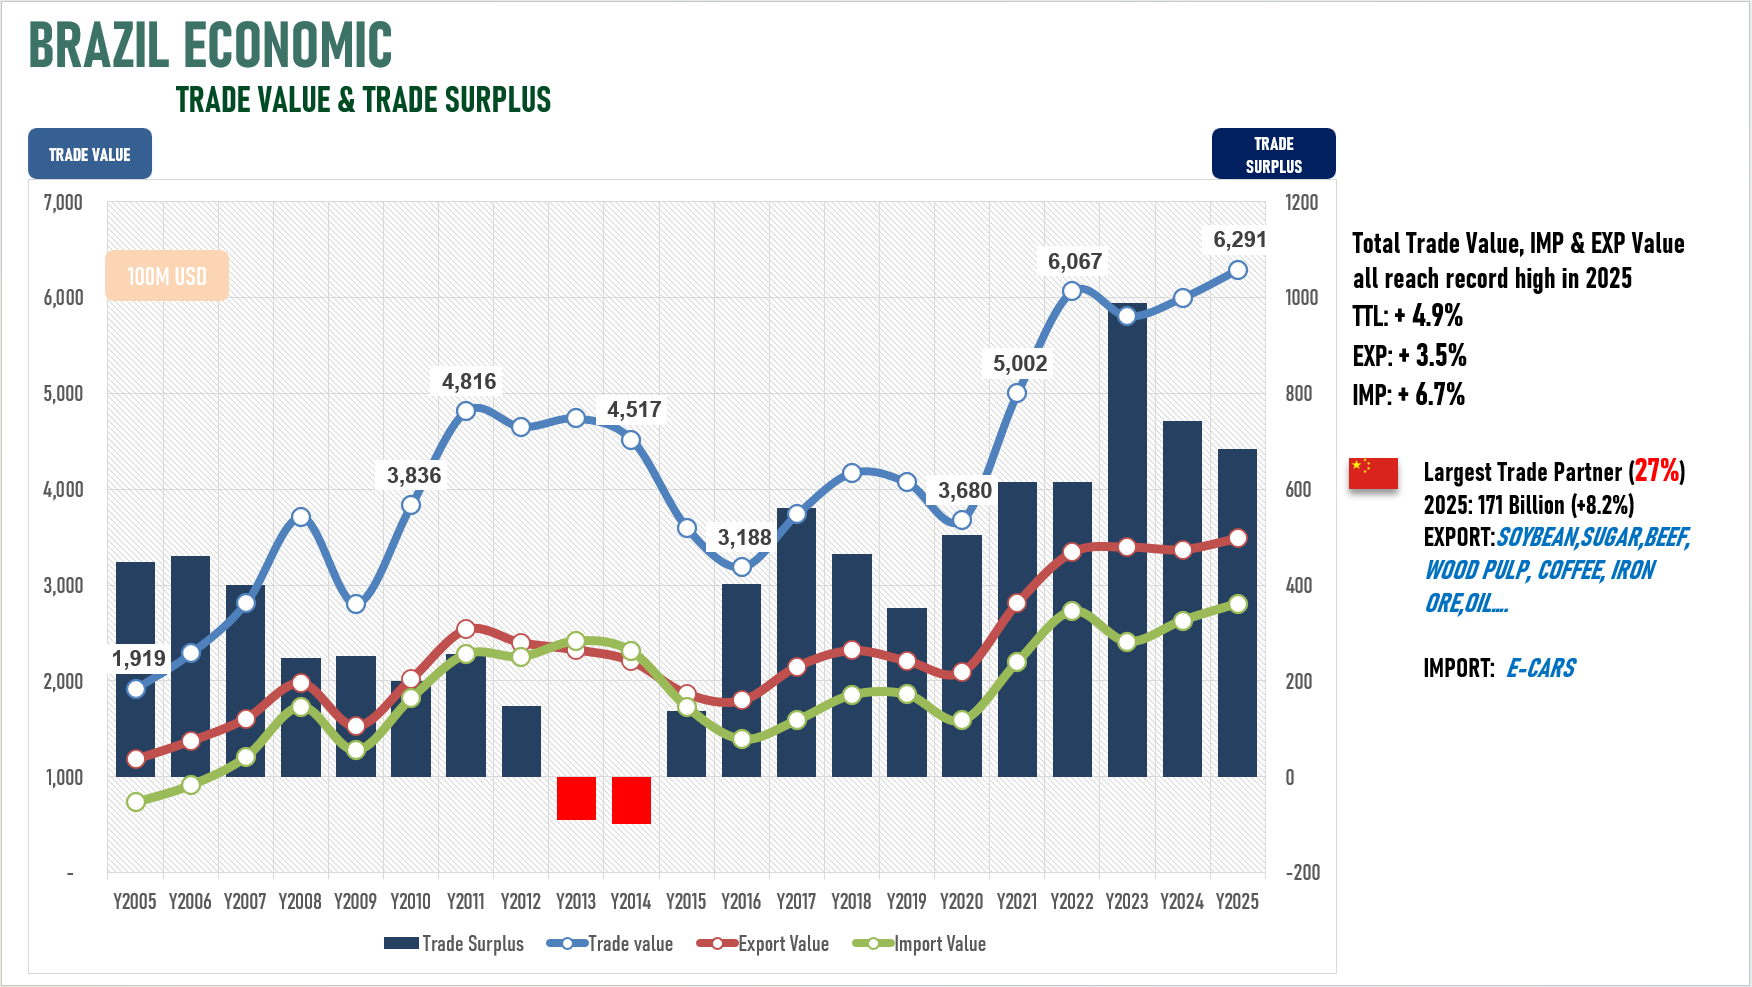 BRAZIL ECONOMIC
TRADE VALUE & TRADE SURPLUS
TRADE VALUE
TRADE
SURPLUS
7,000
6,000
5,000
4,000
3,000
2,000
1,000
-
100M USD
1200
1000
800
600
400
200
0
-200
1,919
3,836
4,816
4,517
3,188
3,680
5,002
6,067
6,291
Y2005 Y2006 Y2007 Y2008 Y2009 Y2010 Y2011 Y2012 Y2013 Y2014 Y2015 Y2016 Y2017 Y2018 Y2019 Y2020 Y2021 Y2022 Y2023 Y2024 Y2025
Trade Surplus Trade value Export Value Import Value
Total Trade Value, IMP & EXP Value
all reach record high in 2025
TTL: + 4.9%
EXP: + 3.5%
IMP: + 6.7%
Largest Trade Partner (27%)
2025: 171 Billion (+8.2%)
EXPORT:SOYBEAN,SUGAR,BEEF,
WOOD PULP, COFFEE, IRON
ORE,OIL....
IMPORT: E-CARS